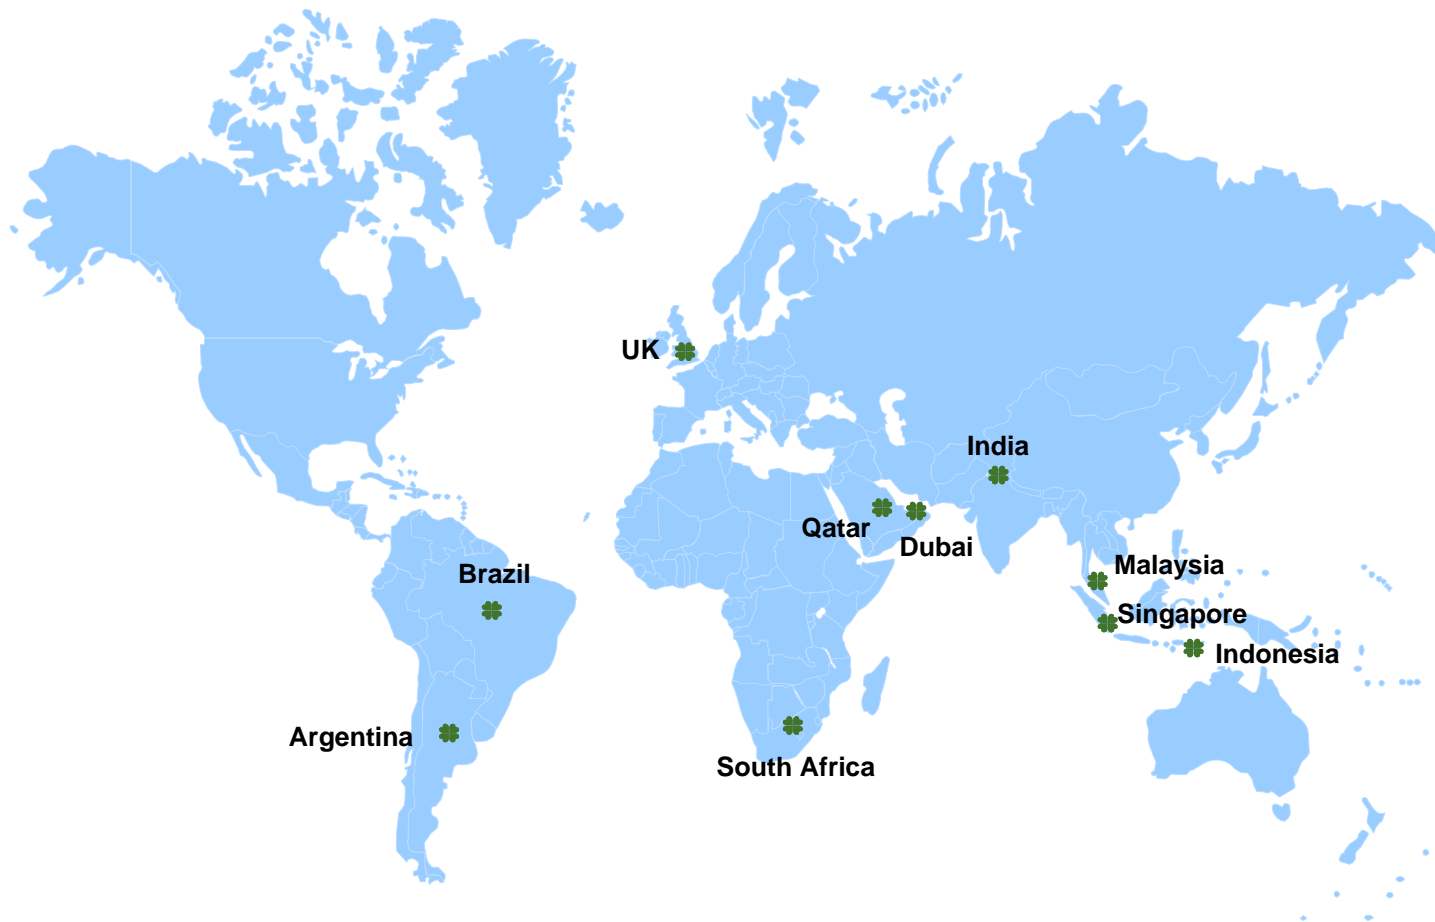 UK
India
Qatar
Dubai
Malaysia
Brazil
Singapore
Indonesia
Argentina
South Africa